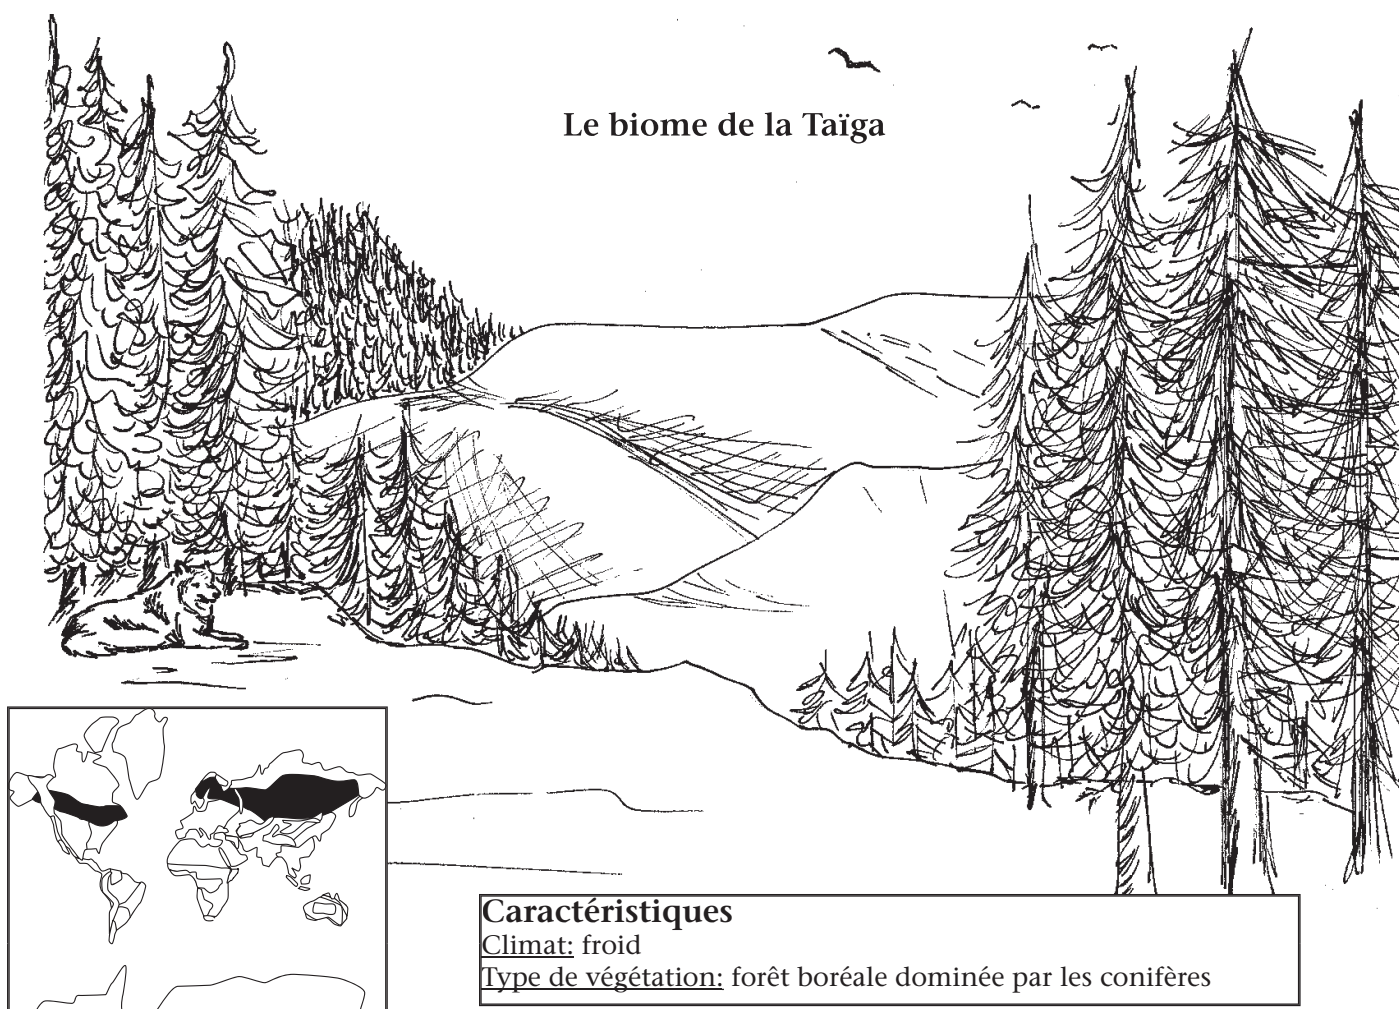 Le biome de la Taïga
Caractéristiques
Climat: froid
Type de végétation: forêt boréale dominée par les conifères